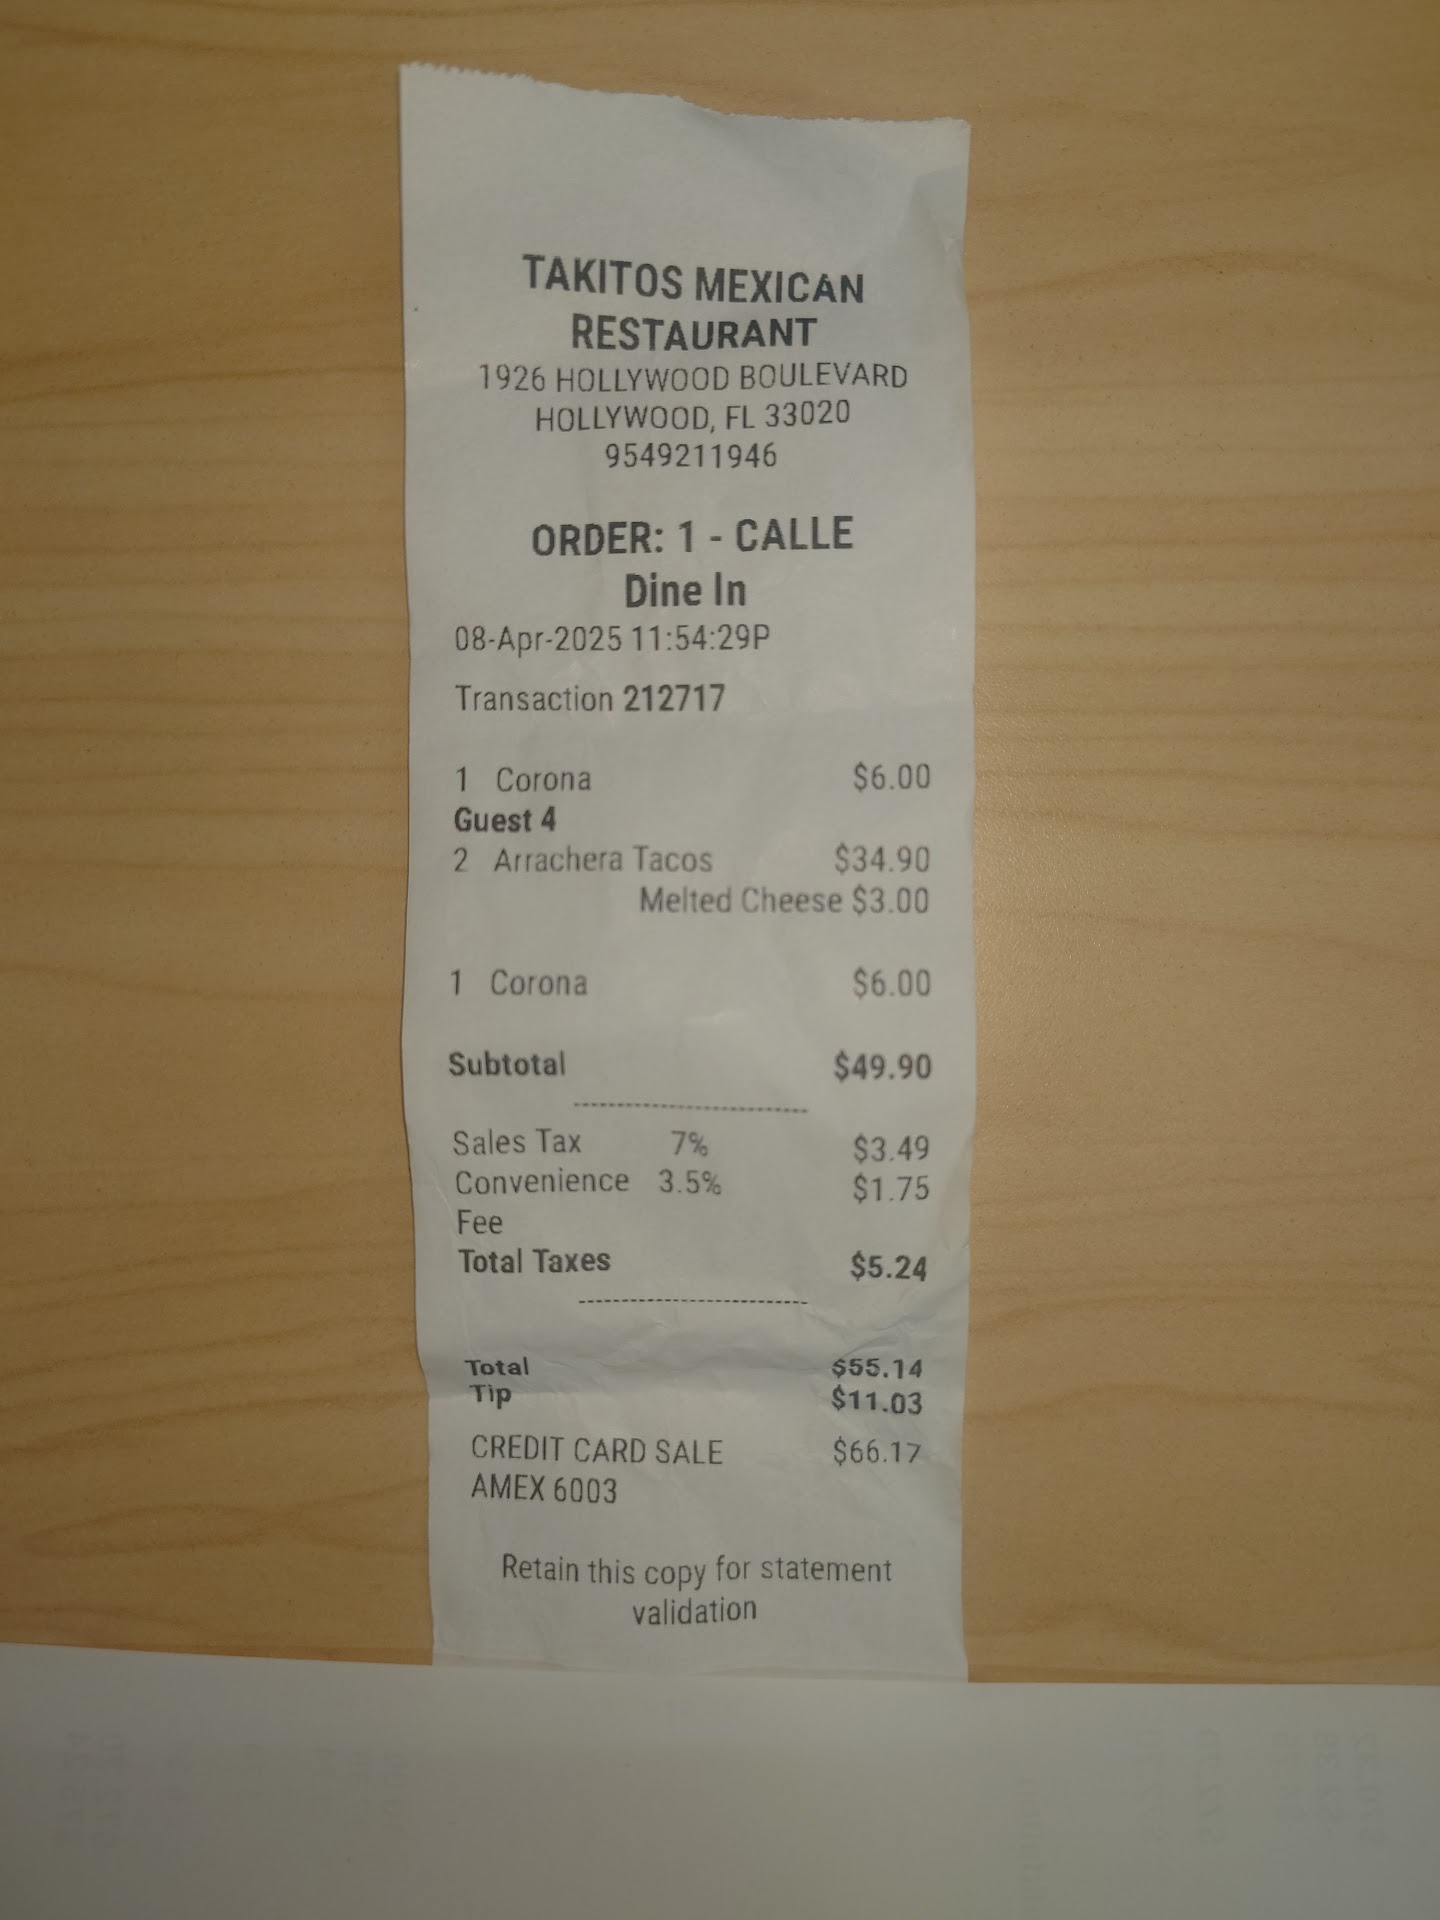 TAKITOS MEXICAN
RESTAURANT
1926 HOLLYWOOD BOULEVARD
HOLLYWOOD, FL 33020
9549211946
ORDER: 1 - CALLE
Dine In
08-Apr-2025 11:54:29P
Transaction 212717
1 Corona $6.00
Guest 4
2 Arrachera Tacos $34.90
Melted Cheese $3.00
1 Corona $6.00
Subtotal $49.90
Sales Tax 7% $3.49
Convenience 3.5% $1.75
Fee
Total Taxes $5.24
Total $55.14
Tip $11.03
CREDIT CARD SALE $66.17
AMEX 6003
Retain this copy for statement
validation